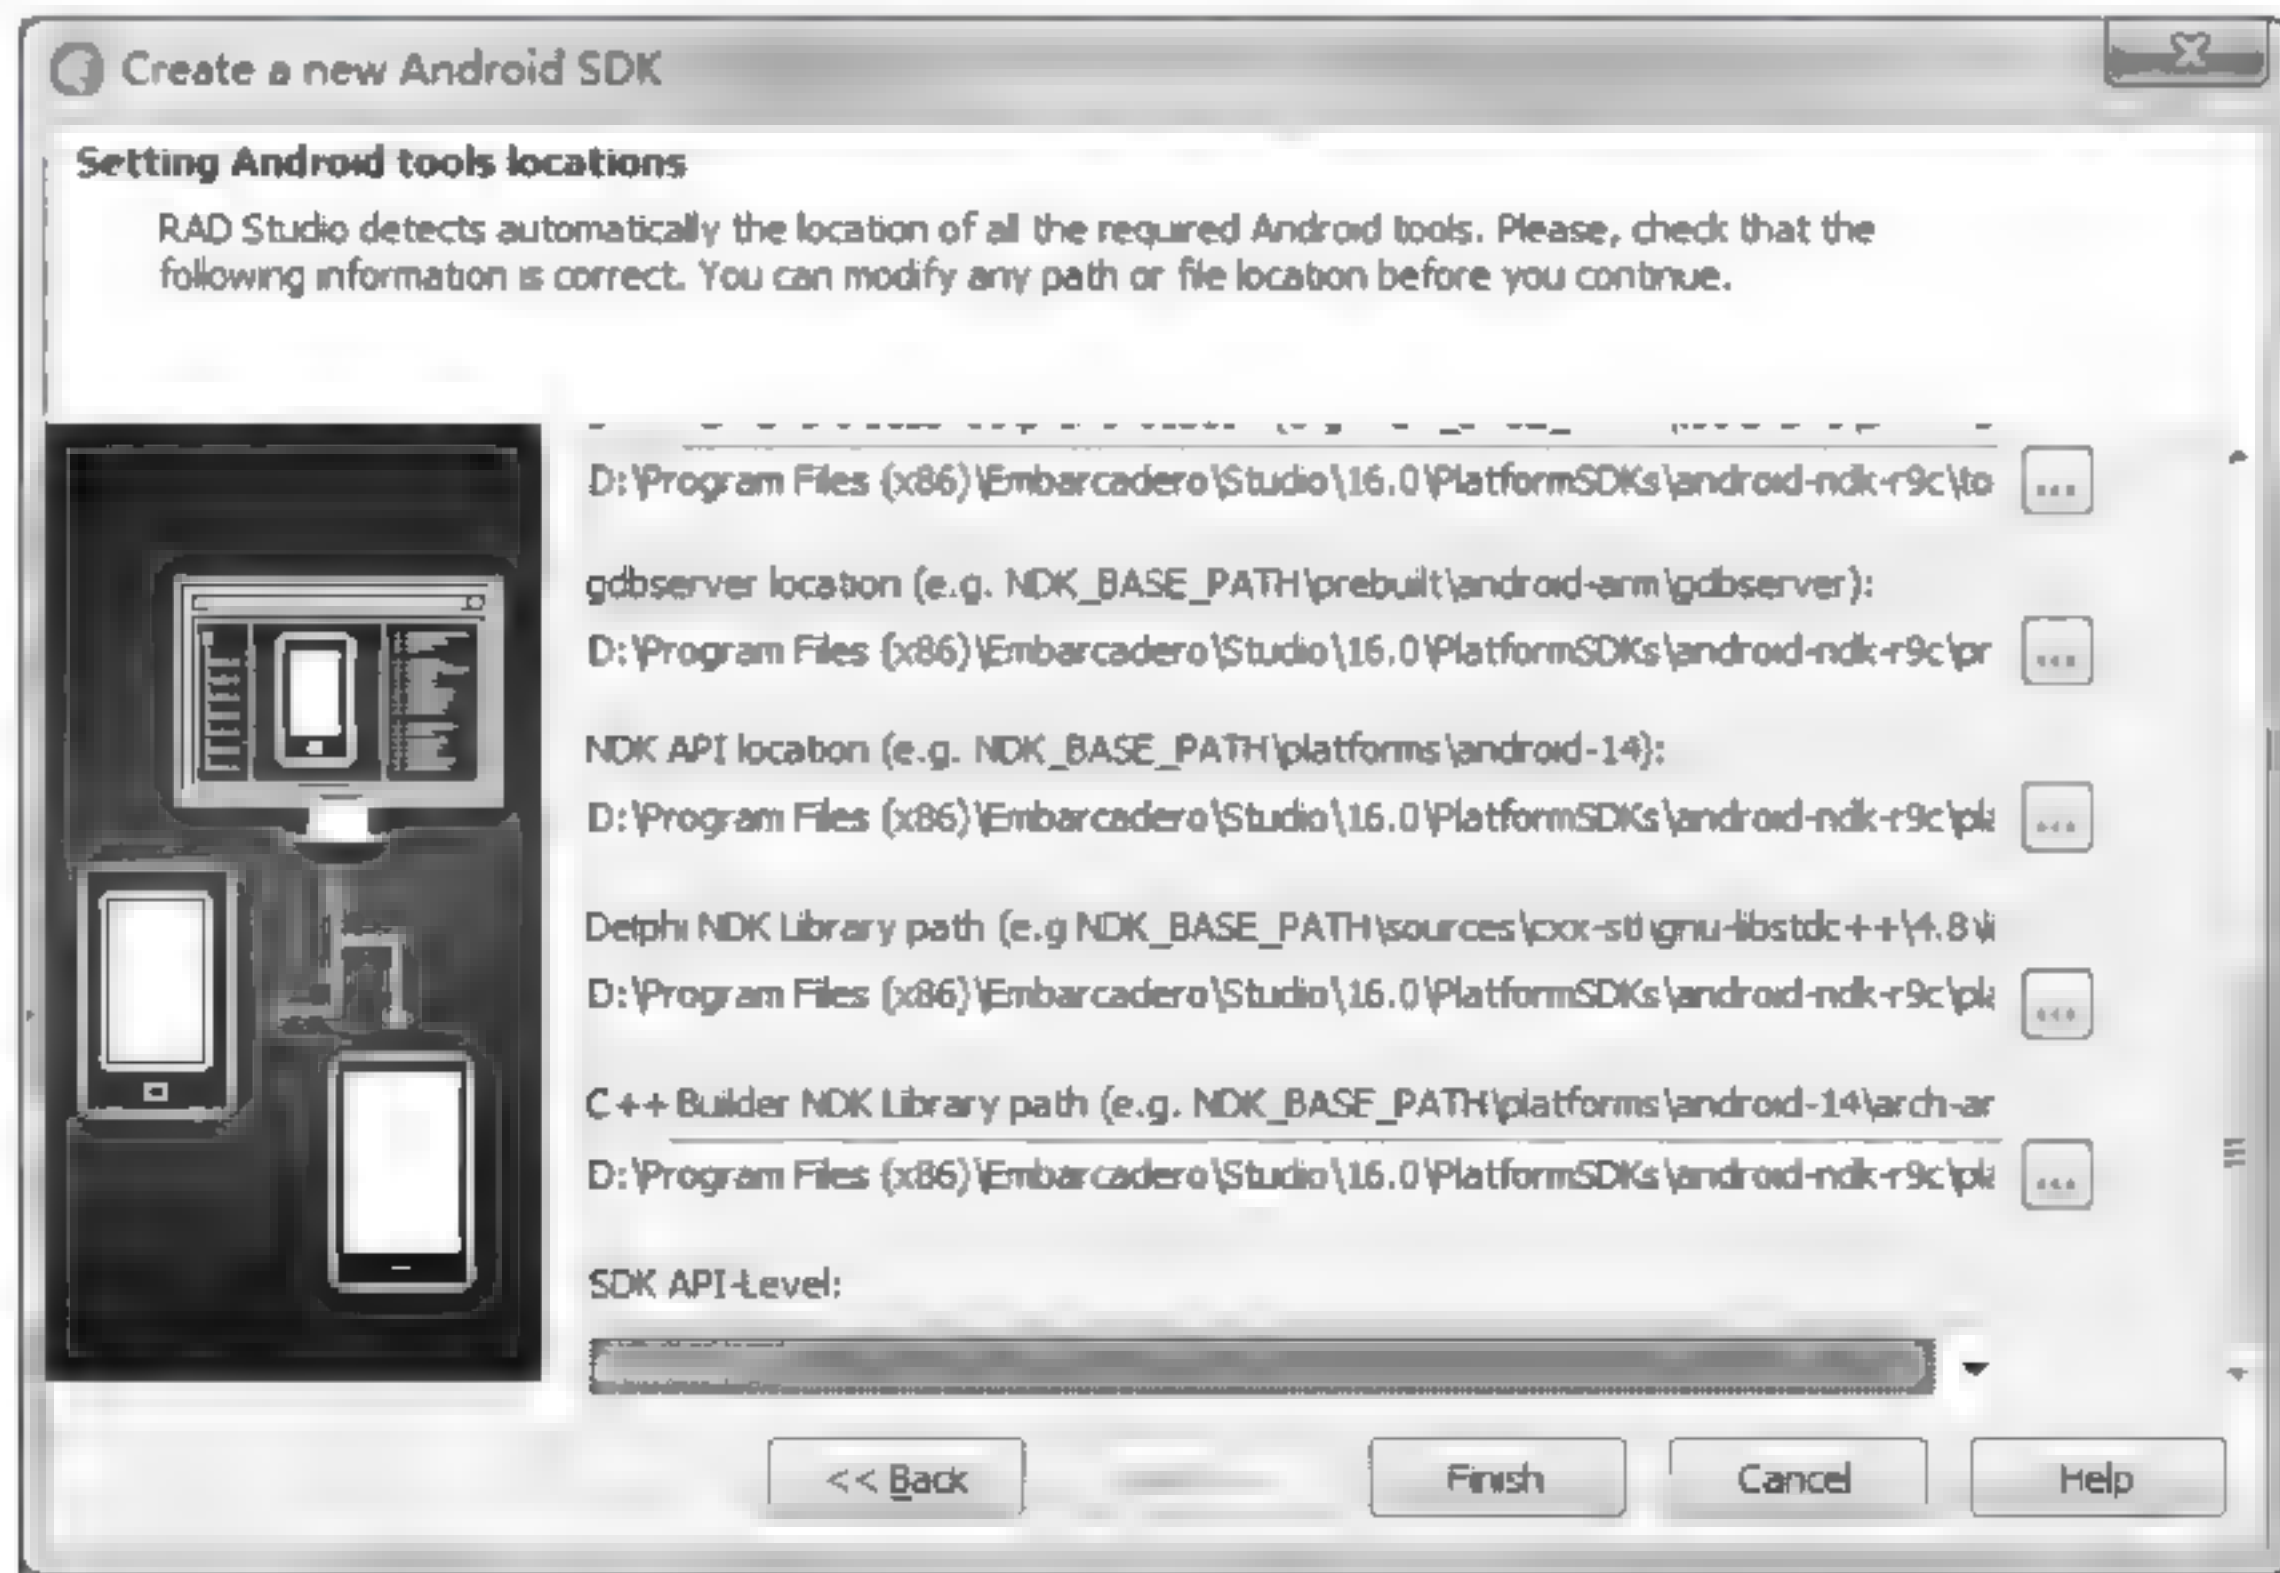 Create a new Android SDK
Setting Android tools locations
RAD Studio detects automatically the location of all the required Android tools. Please, check that the
following information is correct. You can modify any path or file location before you continue.
D:\Program Files (x86)\Embarcadero\Studio\16.0\PlatformSDKs\android-ndk-r9c\to
...
gdbserver location (e.g. NDK_BASE_PATH\prebuilt\android-arm\gdbserver):
D:\Program Files (x86)\Embarcadero\Studio\16.0\PlatformSDKs\android-ndk-r9c\pr
...
NDK API location (e.g. NDK_BASE_PATH\platforms\android-14):
D:\Program Files (x86)\Embarcadero\Studio\16.0\PlatformSDKs\android-ndk-r9c\pla
...
Delphi NDK Library path (e.g NDK_BASE_PATH\sources\cxx-stl\gnu-libstdc++\4.8\li
D:\Program Files (x86)\Embarcadero\Studio\16.0\PlatformSDKs\android-ndk-r9c\pla
...
C++ Builder NDK Library path (e.g. NDK_BASE_PATH\platforms\android-14\arch-ar
D:\Program Files (x86)\Embarcadero\Studio\16.0\PlatformSDKs\android-ndk-r9c\pla
...
SDK API-Level:
<< Back
Finish
Cancel
Help